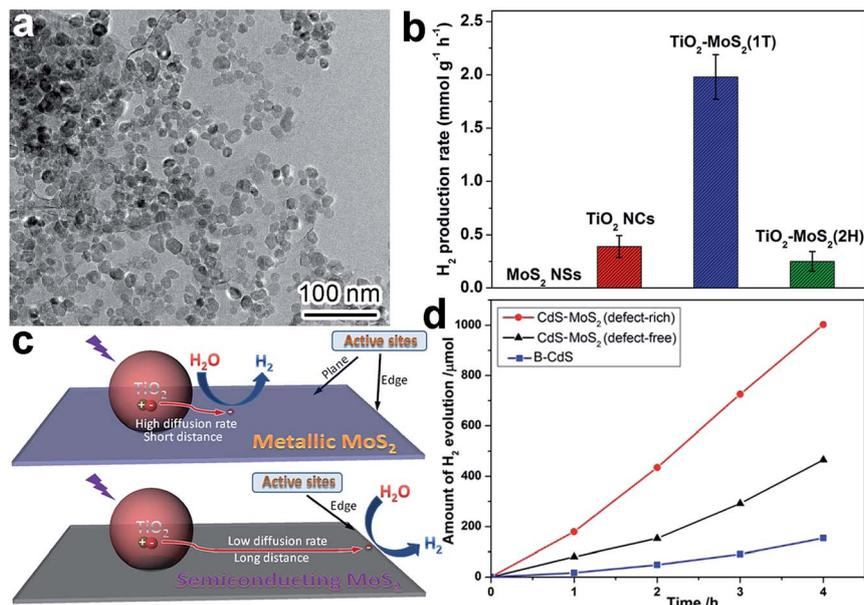 a
100 nm
b
H₂ production rate (mmol g⁻¹ h⁻¹)
2.5
2.0
1.5
1.0
0.5
0.0
MoS₂ NSs
TiO₂ NCs
TiO₂-MoS₂(1T)
TiO₂-MoS₂(2H)
c
Active sites
H₂O
H₂
Plane
Edge
TiO₂
+ -
-
High diffusion rate
Short distance
Metallic MoS₂
Active sites
Edge
H₂O
H₂
TiO₂
+ -
-
Low diffusion rate
Long distance
Semiconducting MoS₂
d
CdS-MoS₂ (defect-rich)
CdS-MoS₂ (defect-free)
B-CdS
Amount of H₂ evolution /μmol
1000
800
600
400
200
0
0 1 2 3 4
Time /h